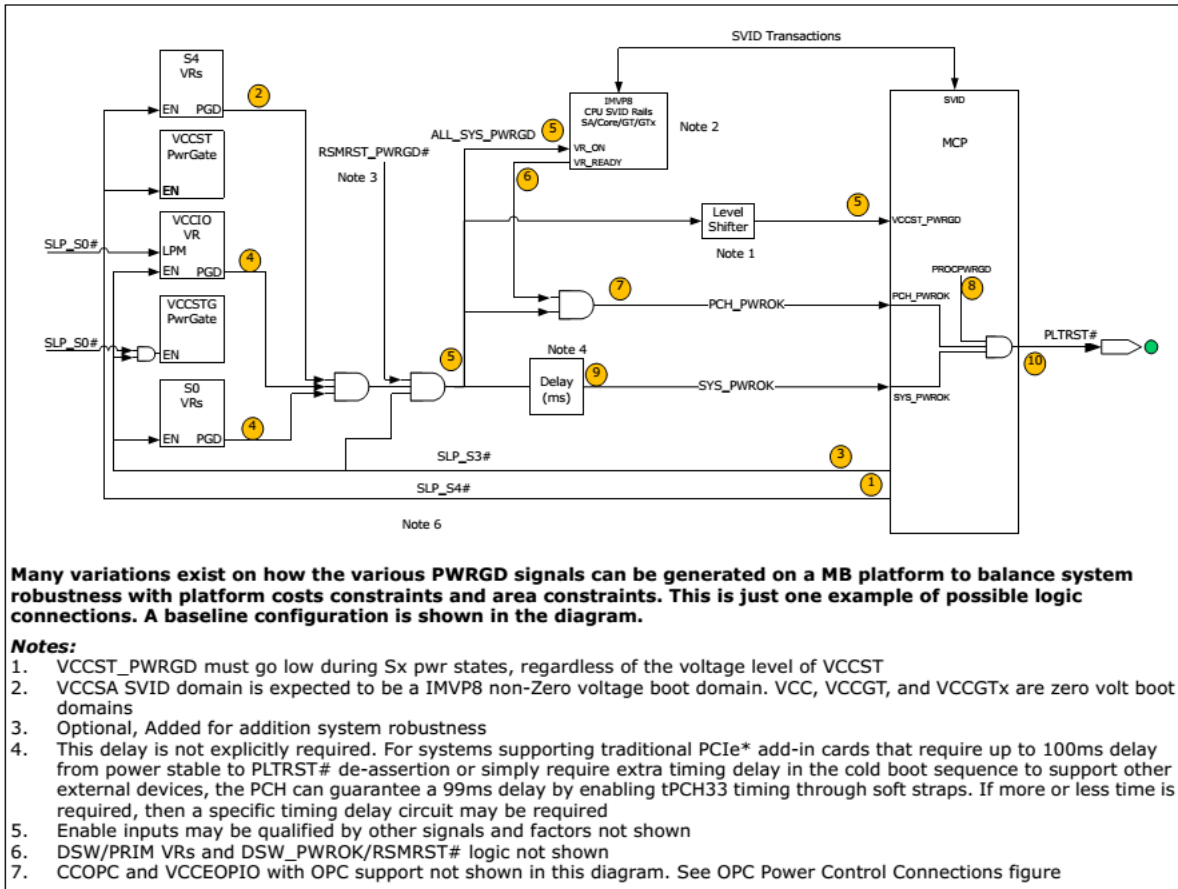 SVID Transactions
S4
VRs
EN PGD
2
VCCST
PwrGate
EN
VCCIO
VR
SLP_S0#
LPM
EN PGD
4
VCCSTG
PwrGate
SLP_S0#
EN
S0
VRs
EN PGD
4
RSMRST_PWRGD#
Note 3
ALL_SYS_PWRGD
5
IMVP8
CPU SVID Rails
SA/Core/GT/GTx
VR_ON
VR_READY
Note 2
6
Level
Shifter
Note 1
5
7
PCH_PWROK
5
Note 4
Delay
(ms)
9
SYS_PWROK
SVID
MCP
VCCST_PWRGD
PROCPWRGD
8
PCH_PWROK
SYS_PWROK
PLTRST#
10
SLP_S3#
3
SLP_S4#
1
Note 6
Many variations exist on how the various PWRGD signals can be generated on a MB platform to balance system
robustness with platform costs constraints and area constraints. This is just one example of possible logic
connections. A baseline configuration is shown in the diagram.
Notes:
1. VCCST_PWRGD must go low during Sx pwr states, regardless of the voltage level of VCCST
2. VCCSA SVID domain is expected to be a IMVP8 non-Zero voltage boot domain. VCC, VCCGT, and VCCGTx are zero volt boot
domains
3. Optional, Added for addition system robustness
4. This delay is not explicitly required. For systems supporting traditional PCIe* add-in cards that require up to 100ms delay
from power stable to PLTRST# de-assertion or simply require extra timing delay in the cold boot sequence to support other
external devices, the PCH can guarantee a 99ms delay by enabling tPCH33 timing through soft straps. If more or less time is
required, then a specific timing delay circuit may be required
5. Enable inputs may be qualified by other signals and factors not shown
6. DSW/PRIM VRs and DSW_PWROK/RSMRST# logic not shown
7. CCOPC and VCCEOPIO with OPC support not shown in this diagram. See OPC Power Control Connections figure